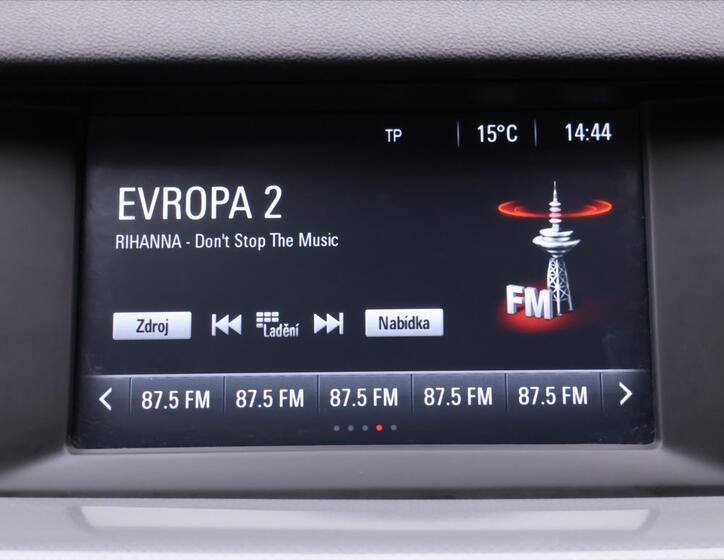 TP 15°C 14:44
EVROPA 2
RIHANNA - Don't Stop The Music
FM
Zdroj Ladění Nabídka
87.5 FM 87.5 FM 87.5 FM 87.5 FM 87.5 FM